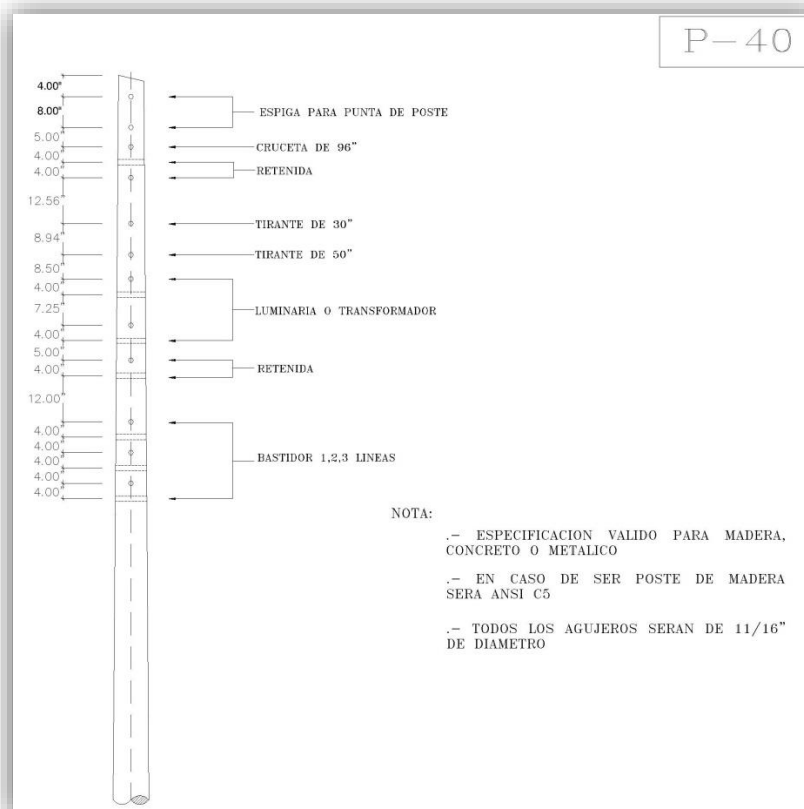 P-40
4.00"
8.00"
5.00"
4.00"
4.00"
12.56"
8.94"
8.50"
4.00"
7.25"
4.00"
5.00"
4.00"
12.00"
4.00"
4.00"
4.00"
4.00"
4.00"
ESPIGA PARA PUNTA DE POSTE
CRUCETA DE 96"
RETENIDA
TIRANTE DE 30"
TIRANTE DE 50"
LUMINARIA O TRANSFORMADOR
RETENIDA
BASTIDOR 1,2,3 LINEAS
NOTA:
.- ESPECIFICACION VALIDO PARA MADERA,
CONCRETO O METALICO
.- EN CASO DE SER POSTE DE MADERA
SERA ANSI C5
.- TODOS LOS AGUJEROS SERAN DE 11/16"
DE DIAMETRO